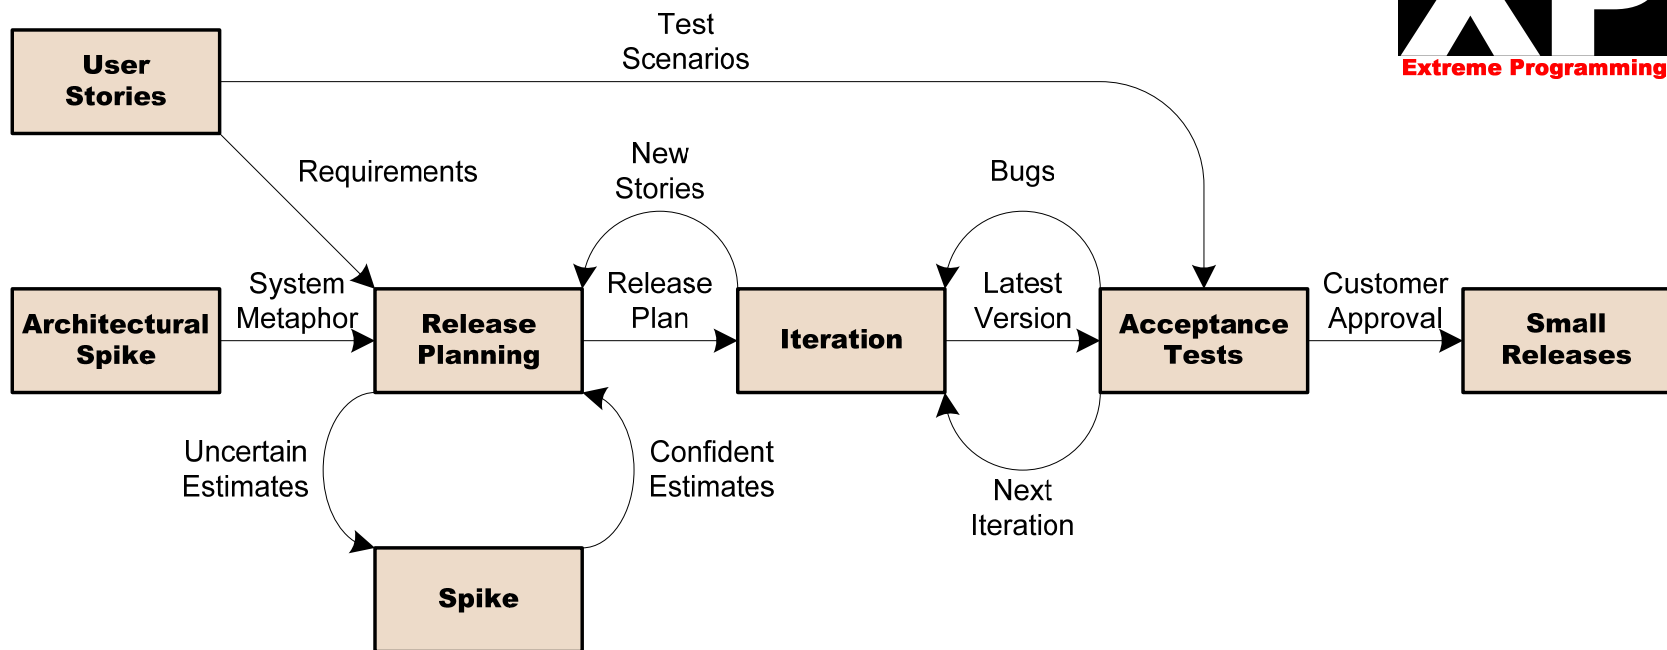 Test
Scenarios
XP
Extreme Programming
User
Stories
Requirements
New
Stories
Bugs
System
Metaphor
Release
Plan
Latest
Version
Customer
Approval
Architectural
Spike
Release
Planning
Iteration
Acceptance
Tests
Small
Releases
Uncertain
Estimates
Confident
Estimates
Next
Iteration
Spike